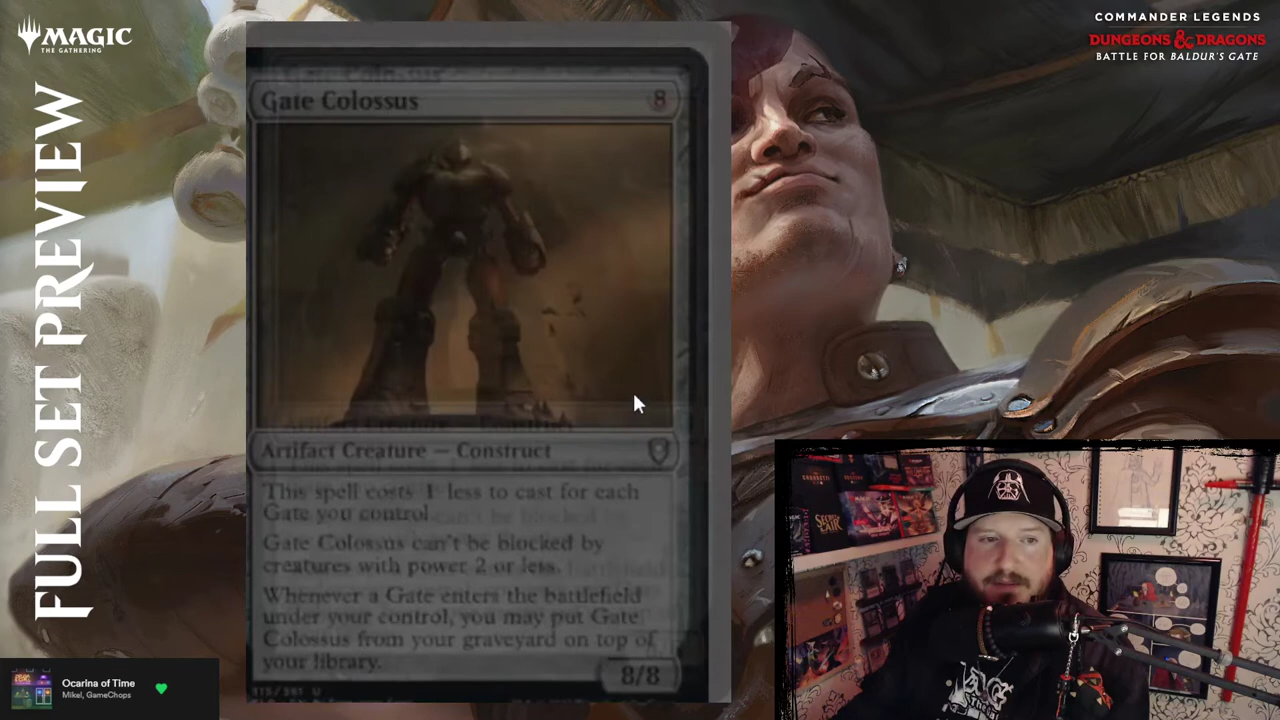 MAGIC
THE GATHERING
COMMANDER LEGENDS
DUNGEONS & DRAGONS
BATTLE FOR BALDUR'S GATE
FULL SET PREVIEW
Gate Colossus
8
Artifact Creature — Construct
This spell costs 1 less to cast for each
Gate you control.
Gate Colossus can't be blocked by
creatures with power 2 or less.
Whenever a Gate enters the battlefield
under your control, you may put Gate
Colossus from your graveyard on top of
your library.
8/8
SECRET
LAIR
Ocarina of Time
Mikel, GameChops